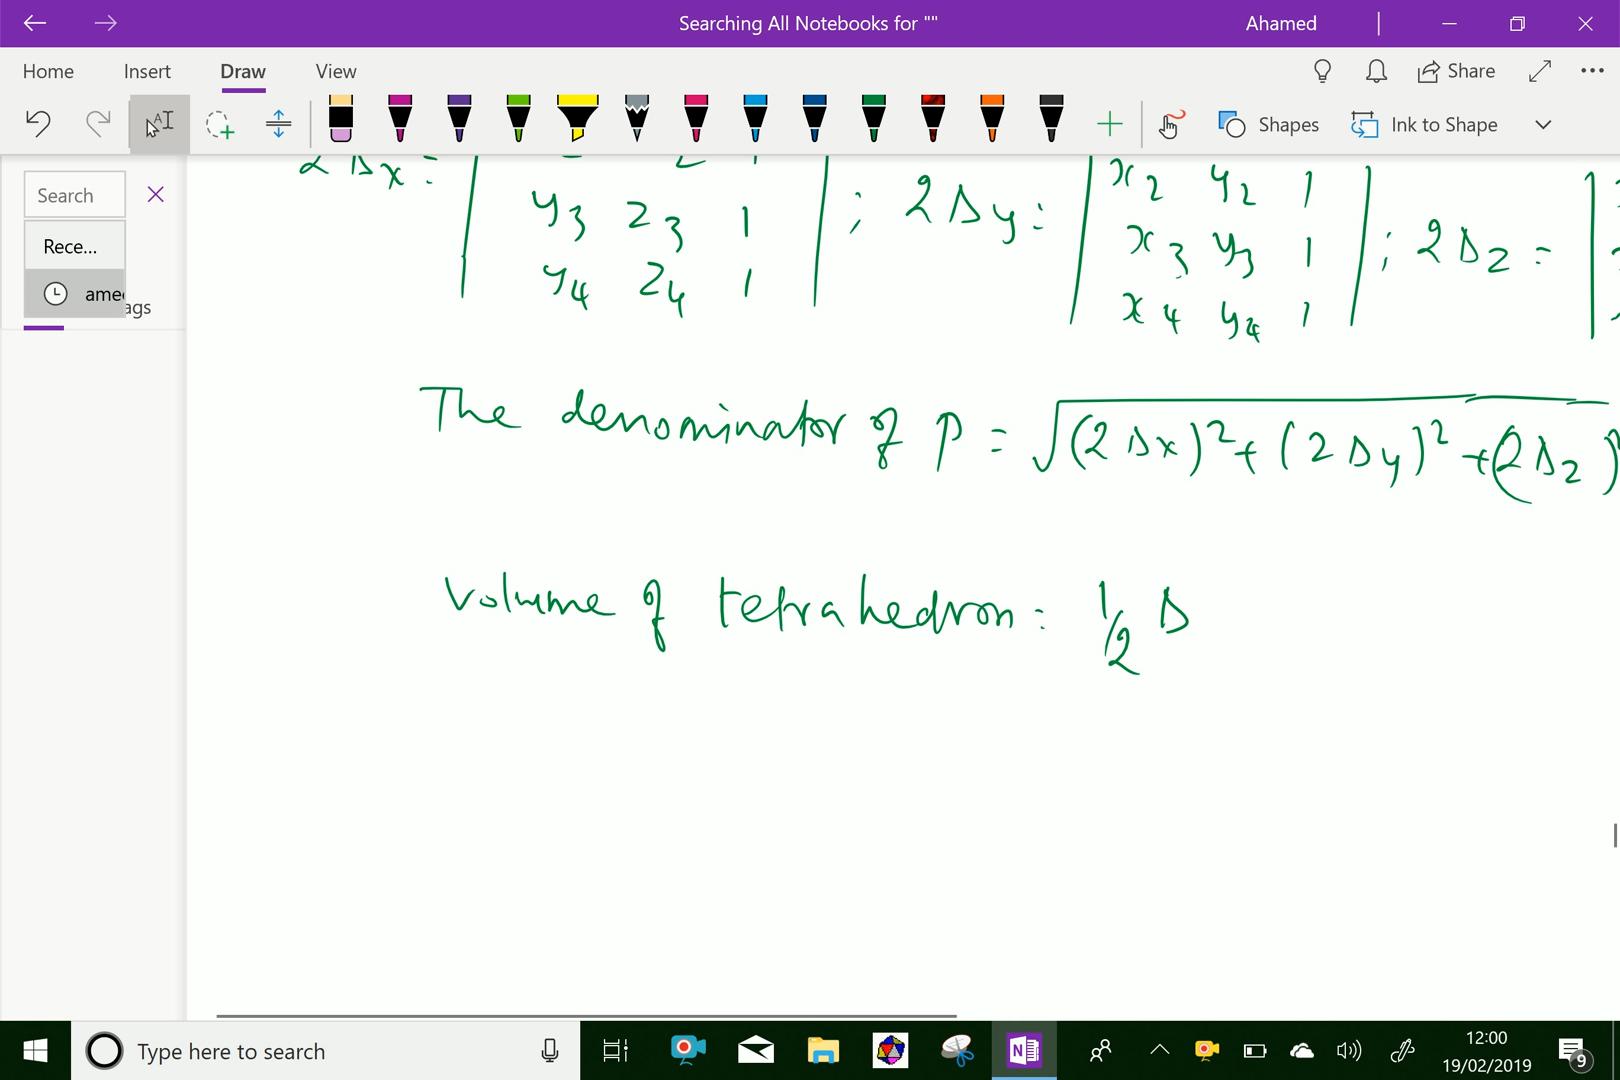 Searching All Notebooks for ""
Ahamed
Home Insert Draw View
Share
Shapes
Ink to Shape
Search
Rece...
ame
ags
2Δx =
y3 z3 1
y4 z4 1
; 2Δy =
x2 y2 1
x3 y3 1
x4 y4 1
; 2Δz =
The denominator of P = √(2Δx)² + (2Δy)² + (2Δz)
Volume of tetrahedron = 1/2 Δ
Type here to search
12:00
19/02/2019
9